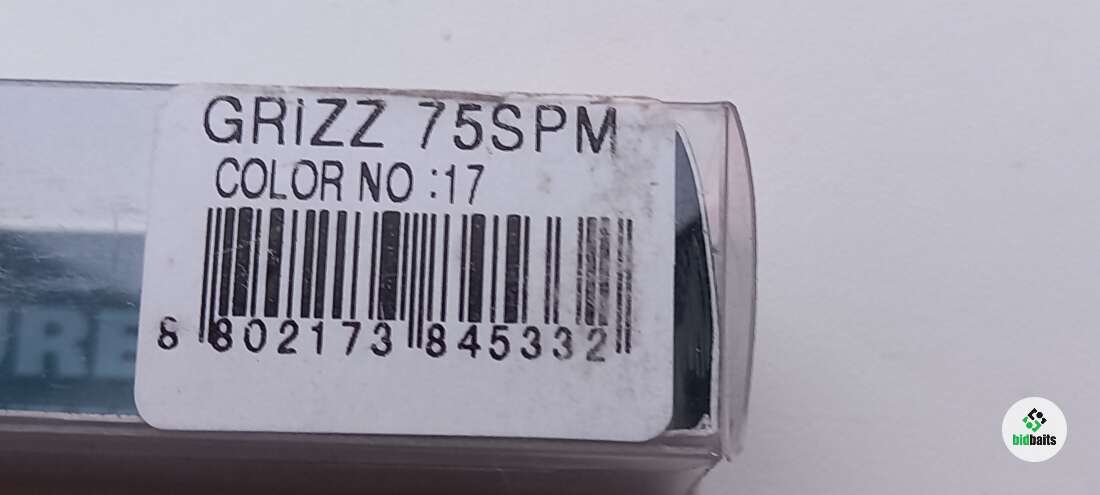 GRiZZ 75SPM
COLOR NO :17
8 802173 845332
bidbaits